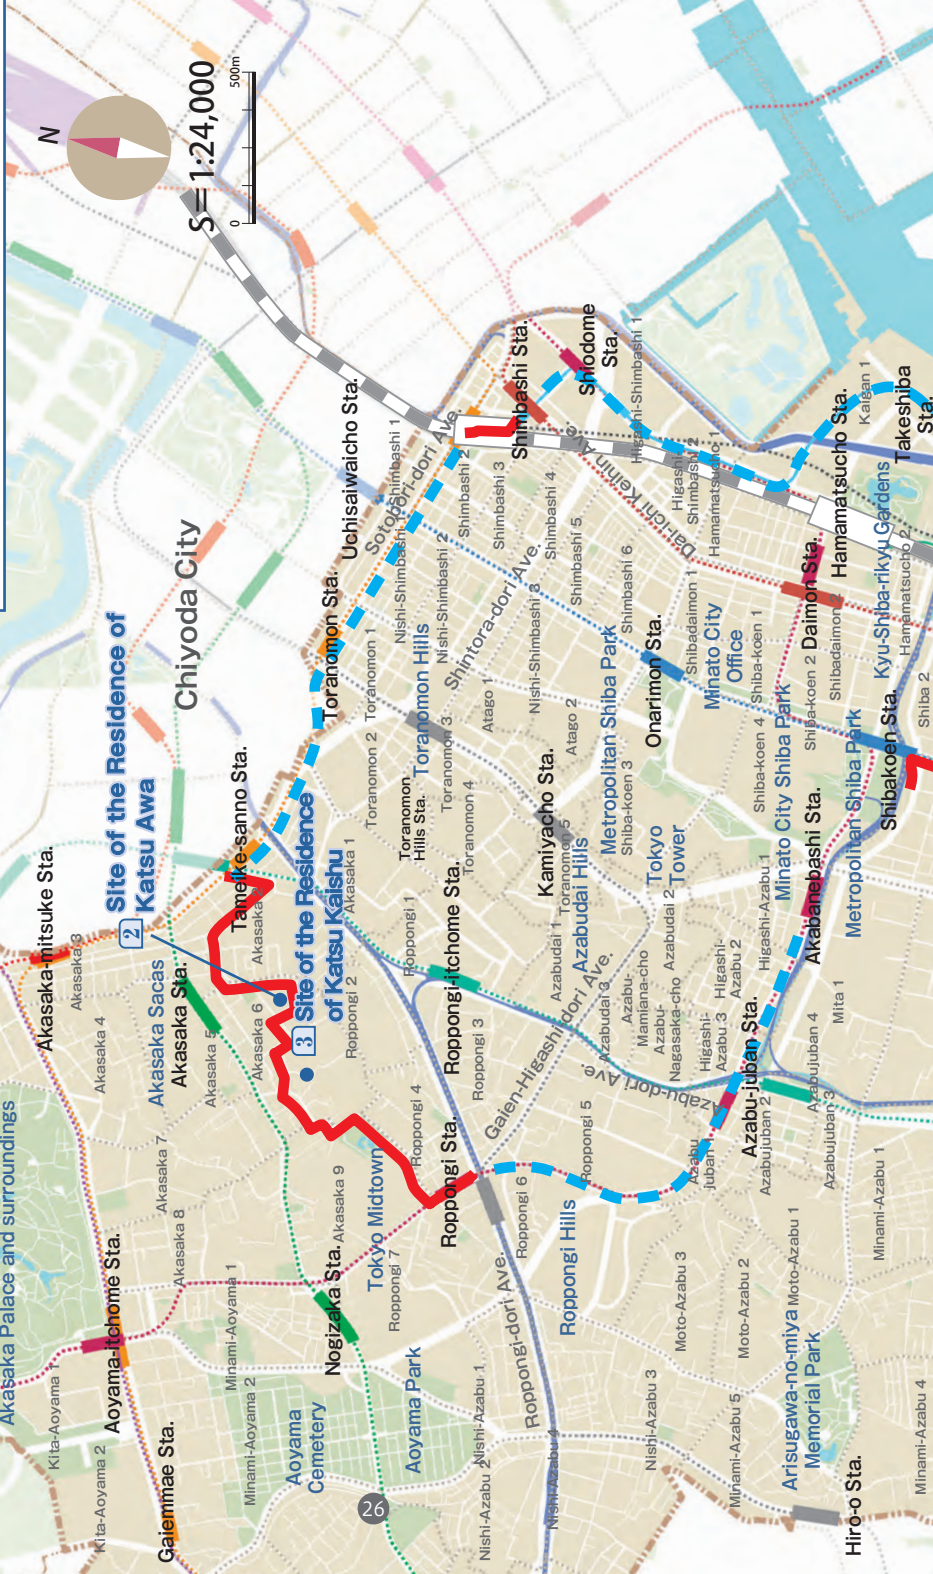 N
S=1:24,000
0
500m
Chiyoda City
2
Site of the Residence of
Katsu Awa
3
Site of the Residence
of Katsu Kaishu
Akasaka Palace and surroundings
Akasaka-mitsuke Sta.
Akasaka 3
Akasaka 4
Akasaka Sacas
Akasaka Sta.
Akasaka 5
Akasaka 6
Akasaka 2
Akasaka 1
Akasaka 7
Akasaka 8
Akasaka 9
Tameike-sanno Sta.
Toranomon Sta.
Uchisaiwaicho Sta.
Shimbashi Sta.
Shiodome
Sta.
Sotobori-dori Ave.
Shimbashi 1
Nishi-Shimbashi 1
Shimbashi 2
Nishi-Shimbashi 2
Shimbashi 3
Shimbashi 4
Shimbashi 5
Shimbashi 6
Nishi-Shimbashi 3
Higashi-Shimbashi 1
Higashi-
Shimbashi 2
Dai-ichi Keihin Ave.
Shintora-dori Ave.
Toranomon 1
Toranomon 2
Toranomon Hills
Toranomon
Hills Sta.
Toranomon 3
Toranomon 4
Toranomon 5
Atago 1
Atago 2
Kamiyacho Sta.
Onarimon Sta.
Metropolitan Shiba Park
Shiba-koen 3
Minato City
Office
Shibadaimon 1
Shibadaimon 2
Shiba-koen 1
Shiba-koen 2
Shiba-koen 4
Minato City Shiba Park
Metropolitan Shiba Park
Daimon Sta.
Hamamatsucho Sta.
Hamamatsucho 1
Hamamatsucho 2
Kyu-Shiba-rikyu Gardens
Kaigan 1
Takeshiba
Sta.
Shibakoen Sta.
Shiba 2
Akabanebashi Sta.
Tokyo
Tower
Azabudai Hills
Azabudai 1
Azabudai 2
Azabudai 3
Azabu-
Mamiana-cho
Azabu-
Nagasaka-cho
Higashi-Azabu 1
Higashi-
Azabu 2
Higashi-
Azabu 3
Mita 1
Roppongi-itchome Sta.
Roppongi 1
Roppongi 2
Roppongi 3
Roppongi 3
Roppongi 4
Roppongi 5
Roppongi 6
Roppongi 7
Gaien-Higashi-dori Ave.
Azabu-dori Ave.
Roppongi Sta.
Roppongi Hills
Roppongi-dori Ave.
Tokyo Midtown
Nogizaka Sta.
Azabu-juban Sta.
Azabu
juban 1
Azabujuban 2
Azabujuban 3
Azabujuban 4
Aoyama-itchome Sta.
Kita-Aoyama 1
Kita-Aoyama 2
Gaiemmae Sta.
Minami-Aoyama 1
Minami-Aoyama 2
Aoyama
Cemetery
Aoyama Park
26
Nishi-Azabu 1
Nishi-Azabu 2
Nishi-Azabu 3
Nishi-Azabu 4
Moto-Azabu 1
Moto-Azabu 2
Moto-Azabu 3
Minami-Azabu 1
Minami-Azabu 4
Minami-Azabu 5
Arisugawa-no-miya
Memorial Park
Hiro-o Sta.